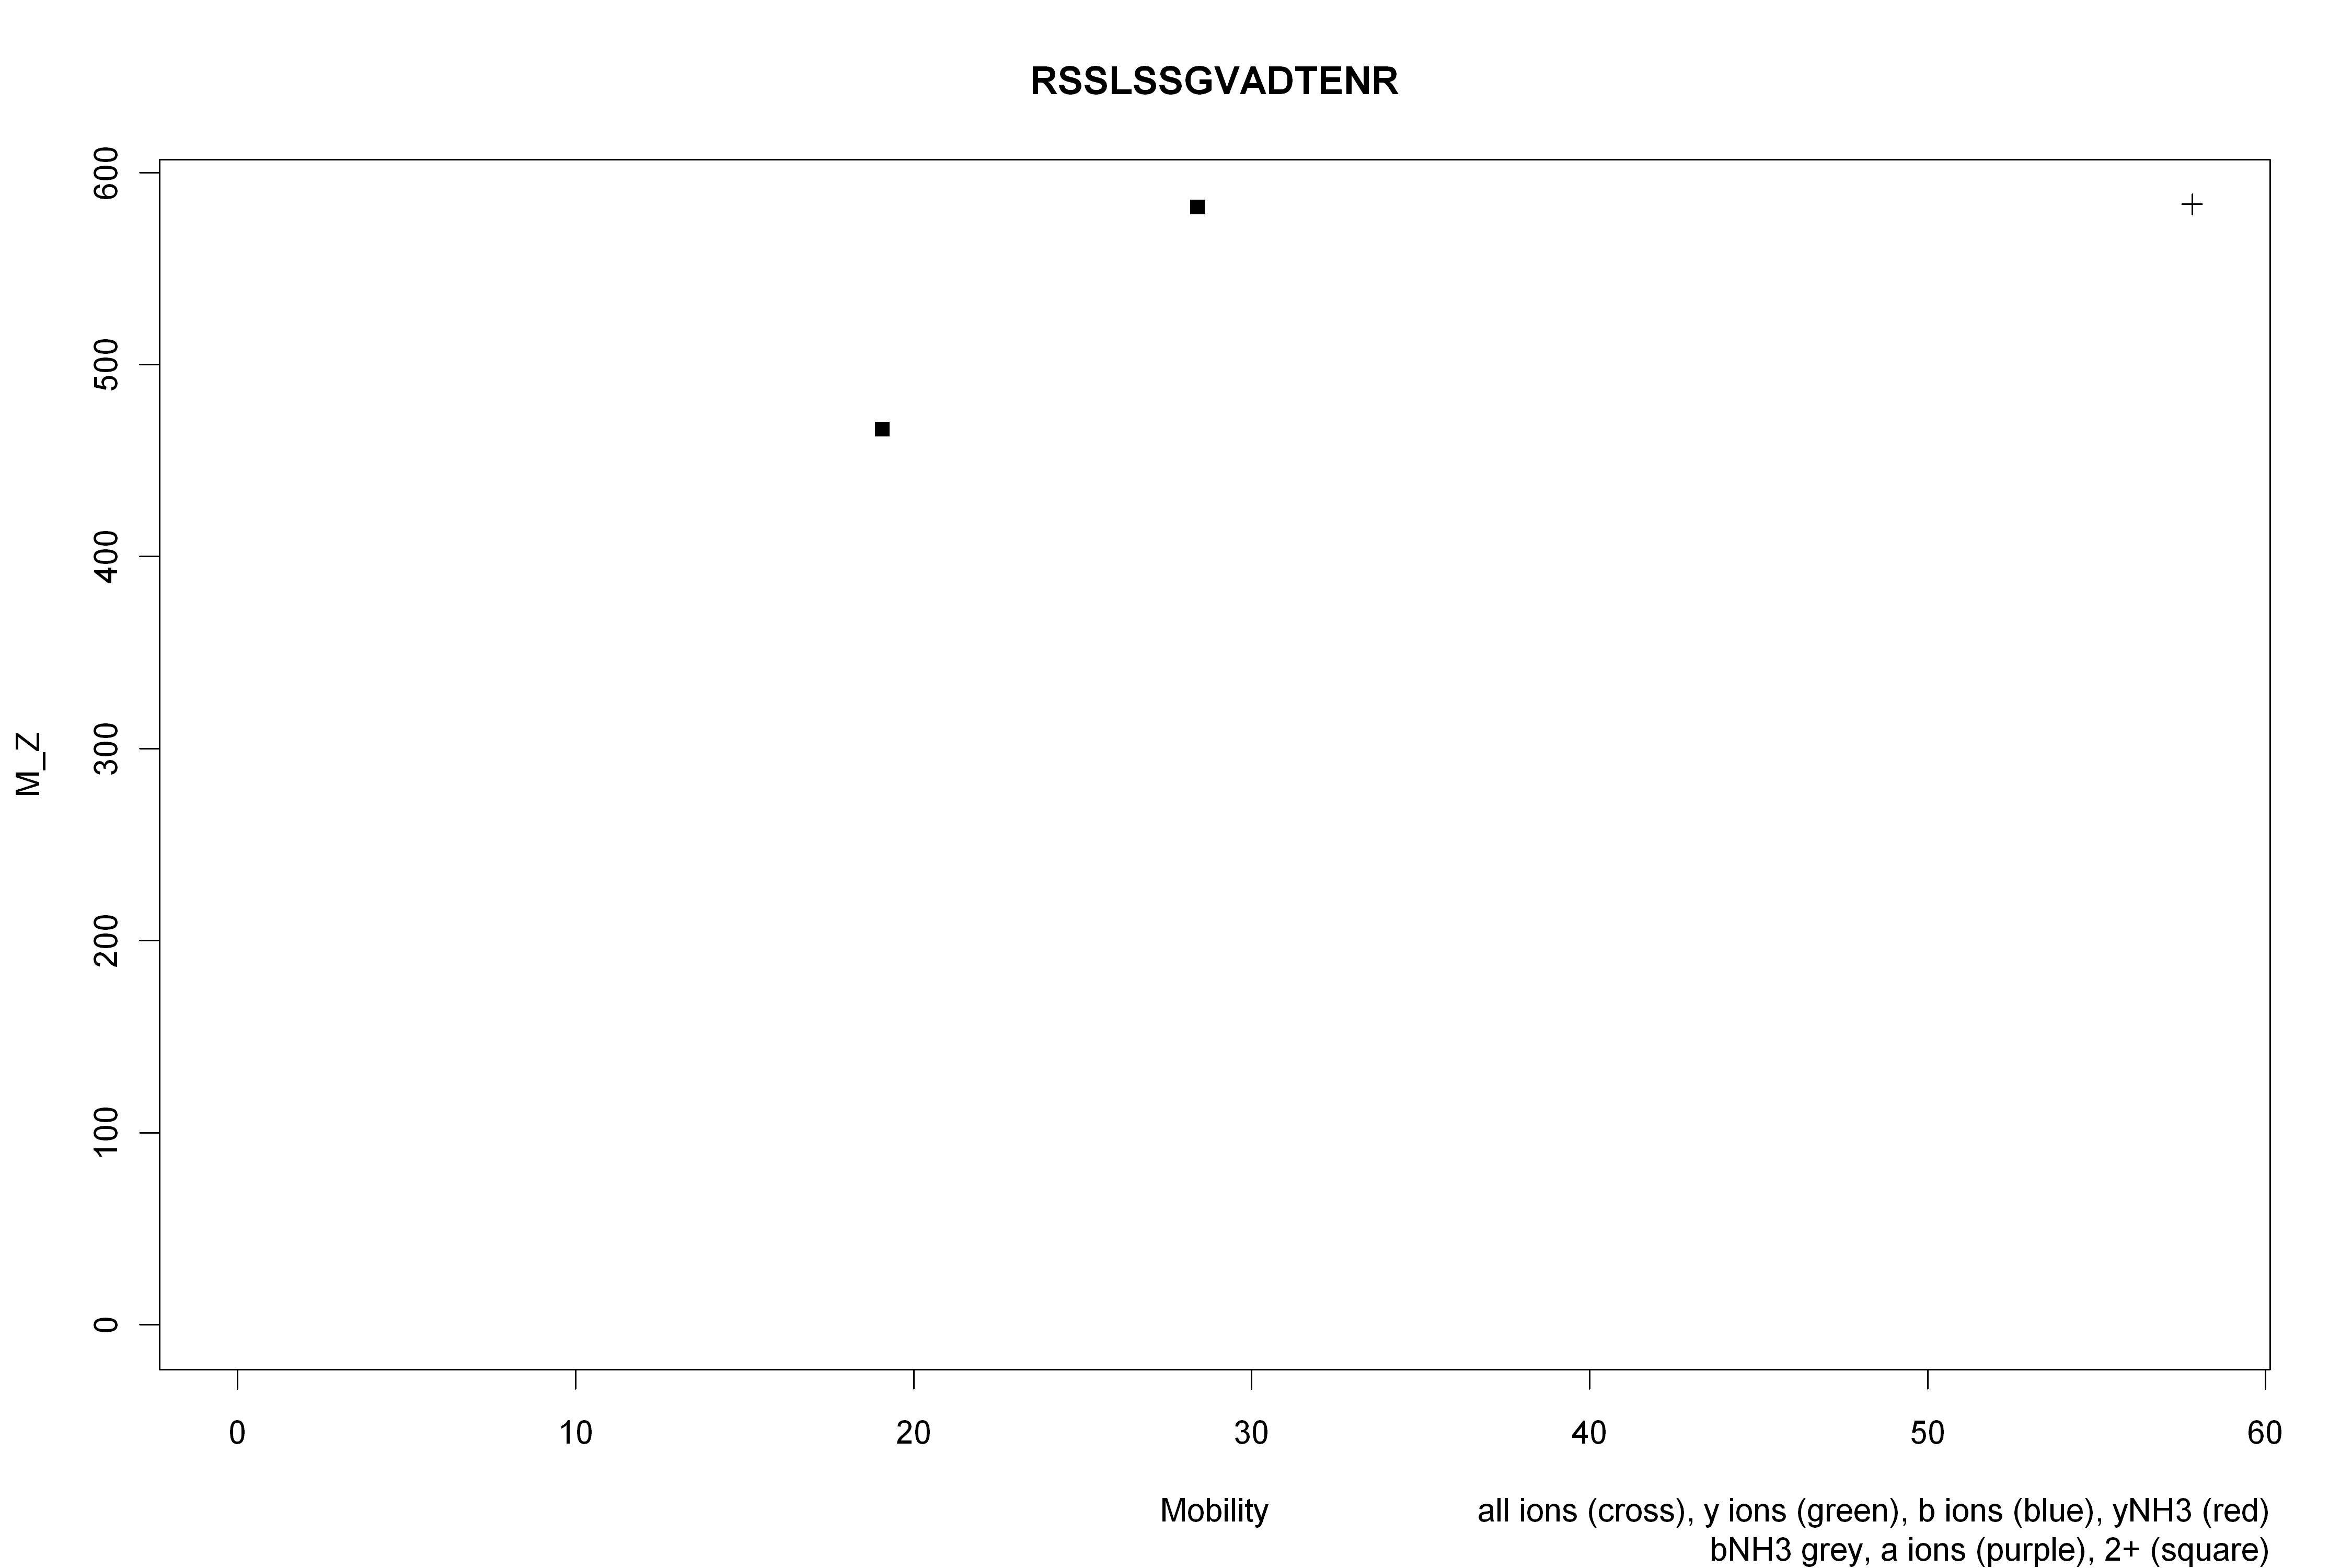 RSSLSSGVADTENR
600
500
400
300
200
100
0
M_Z
0 10 20 30 40 50 60
Mobility
all ions (cross), y ions (green), b ions (blue), yNH3 (red)
bNH3 grey, a ions (purple), 2+ (square)